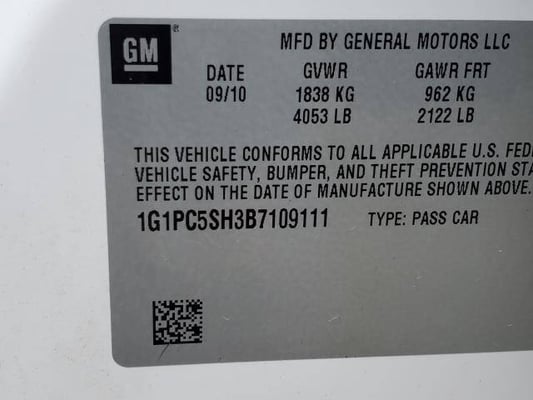 GM ®
MFD BY GENERAL MOTORS LLC
DATE GVWR GAWR FRT
09/10 1838 KG 962 KG
4053 LB 2122 LB
THIS VEHICLE CONFORMS TO ALL APPLICABLE U.S. FEDE
VEHICLE SAFETY, BUMPER, AND THEFT PREVENTION STA
EFFECT ON THE DATE OF MANUFACTURE SHOWN ABOVE.
1G1PC5SH3B7109111 TYPE: PASS CAR